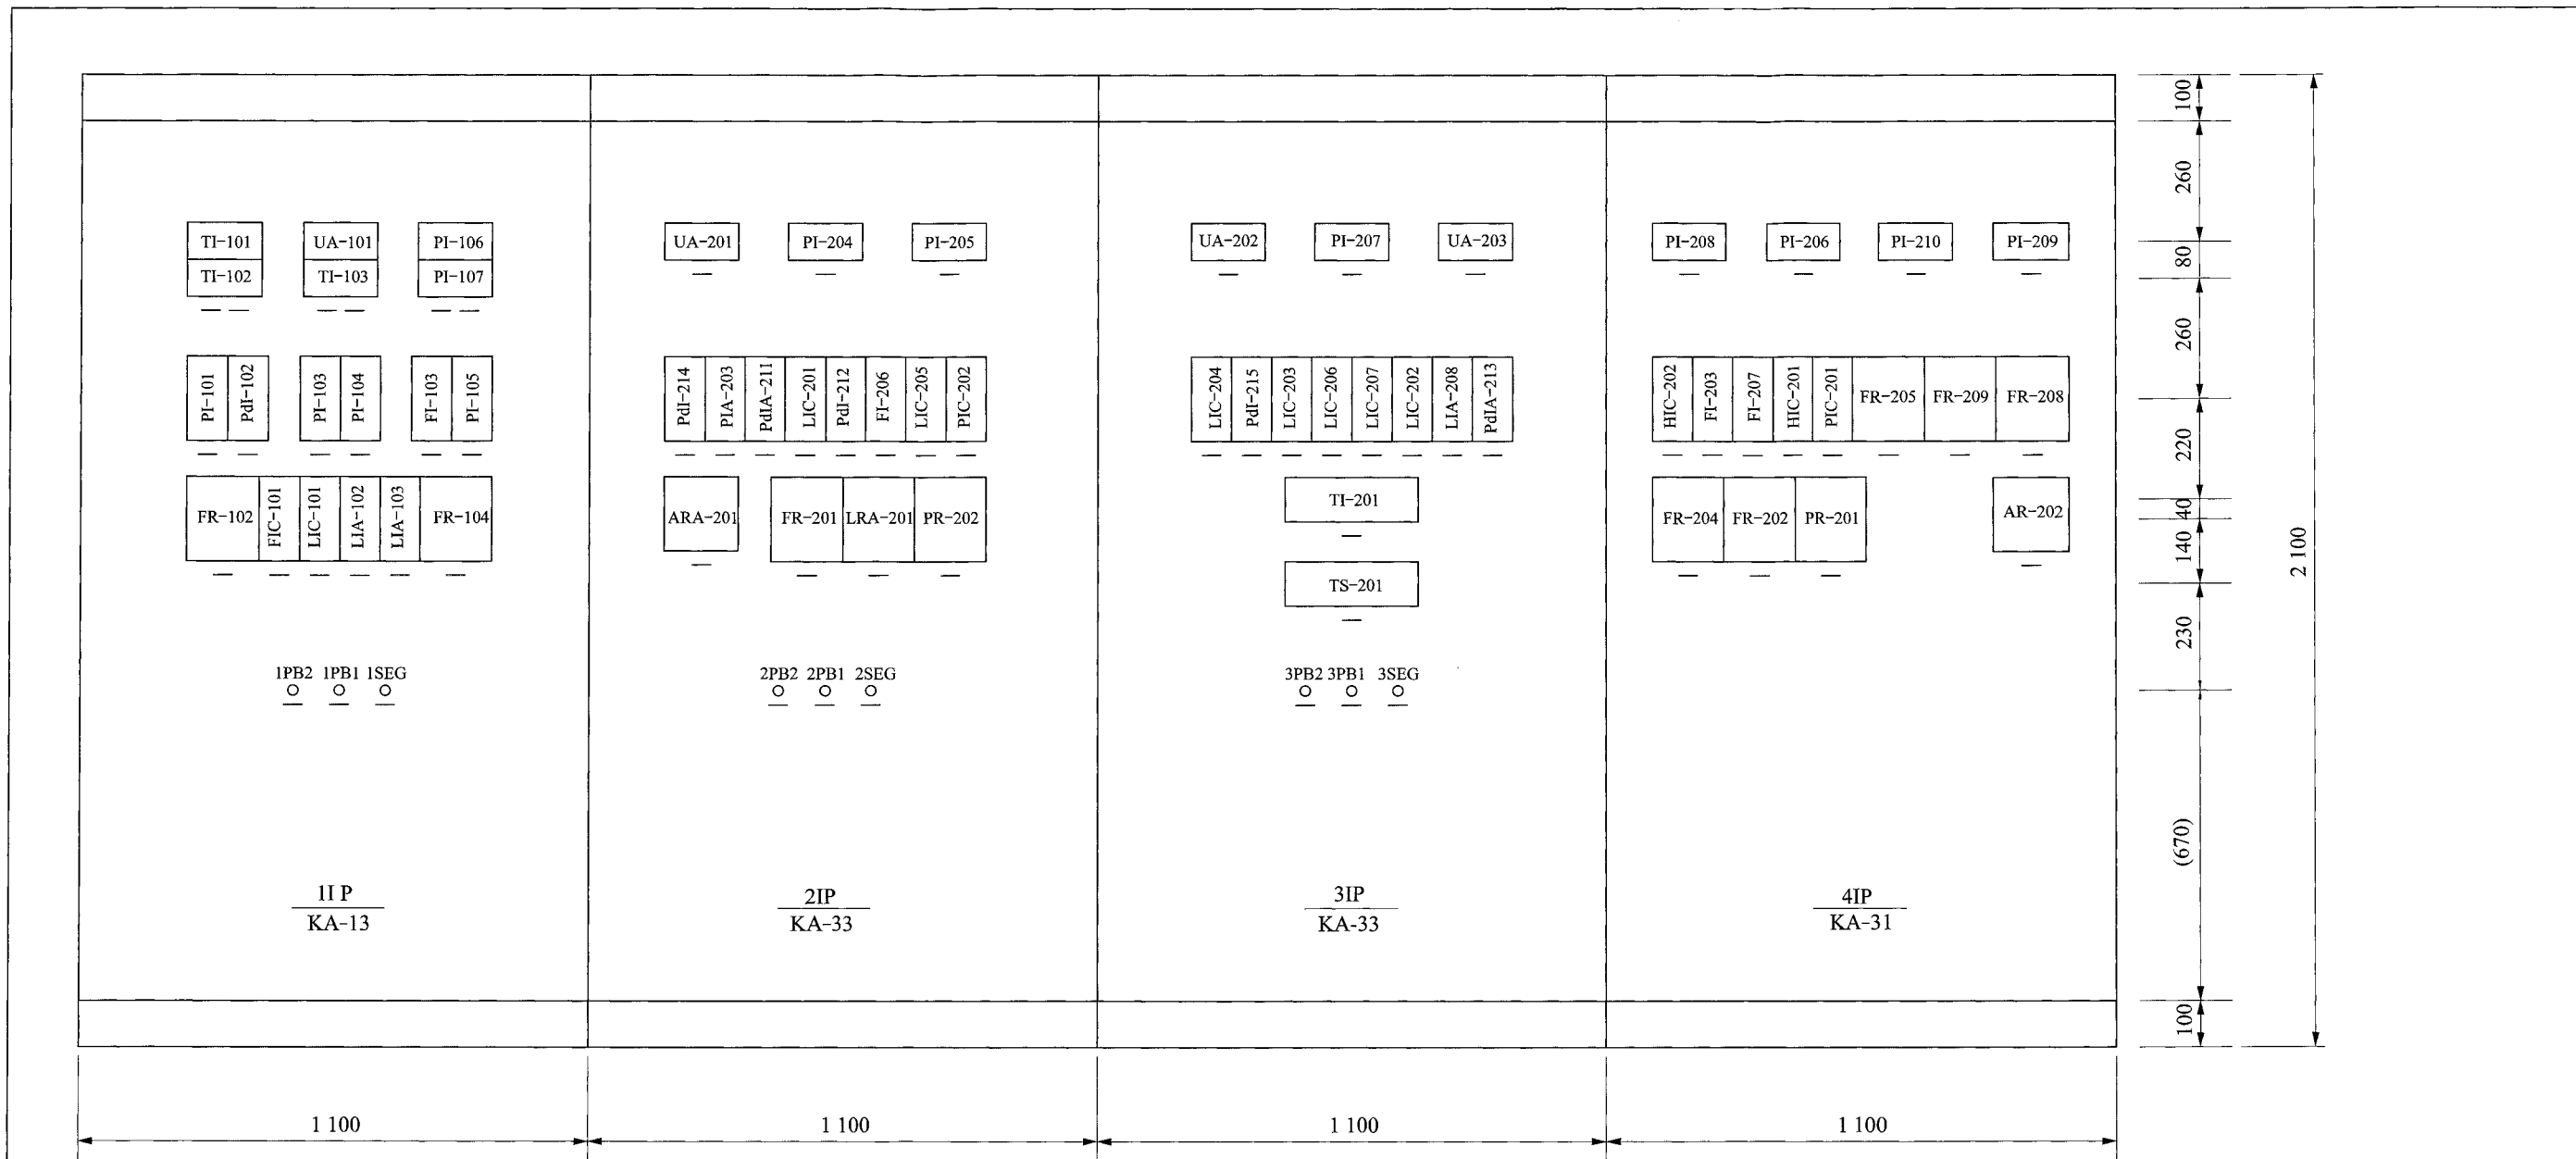 TI-101 UA-101 PI-106
TI-102 TI-103 PI-107
PI-101 PdI-102 PI-103 PI-104 FI-103 PI-105
FR-102 FIC-101 LIC-101 LIA-102 LIA-103 FR-104
1PB2 1PB1 1SEG
1I P
KA-13
UA-201 PI-204 PI-205
PdI-214 PIA-203 PdIA-211 LIC-201 PdI-212 FI-206 LIC-205 PIC-202
ARA-201 FR-201 LRA-201 PR-202
2PB2 2PB1 2SEG
2IP
KA-33
UA-202 PI-207 UA-203
LIC-204 PdI-215 LIC-203 LIC-206 LIC-207 LIC-202 LIA-208 PdIA-213
TI-201
TS-201
3PB2 3PB1 3SEG
3IP
KA-33
PI-208 PI-206 PI-210 PI-209
HIC-202 FI-203 FI-207 HIC-201 PIC-201 FR-205 FR-209 FR-208
FR-204 FR-202 PR-201 AR-202
4IP
KA-31
100
260
80
260
220
40
140
230
(670)
100
2 100
1 100 1 100 1 100 1 100